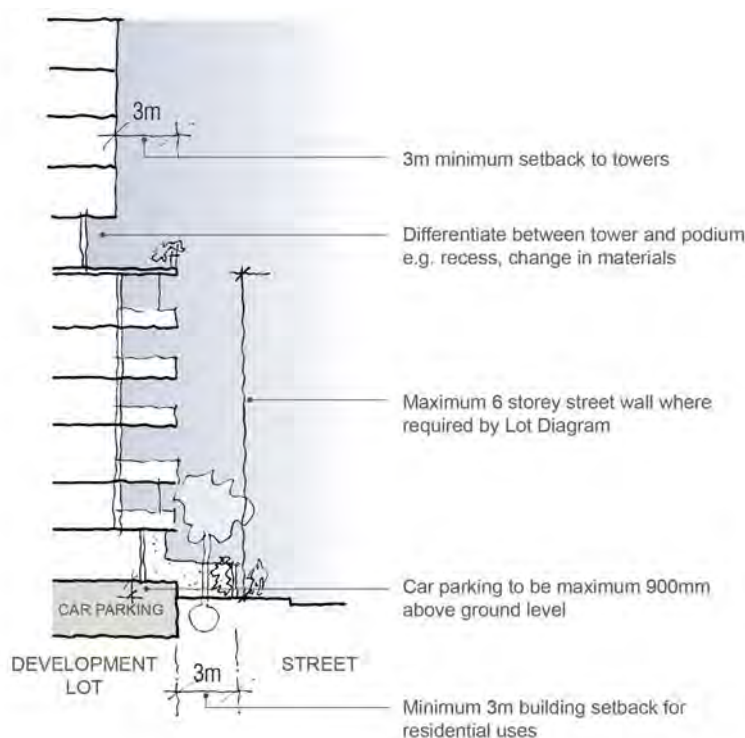 3m
3m minimum setback to towers
Differentiate between tower and podium
e.g. recess, change in materials
Maximum 6 storey street wall where
required by Lot Diagram
Car parking to be maximum 900mm
above ground level
CAR PARKING
DEVELOPMENT
LOT
STREET
3m
Minimum 3m building setback for
residential uses